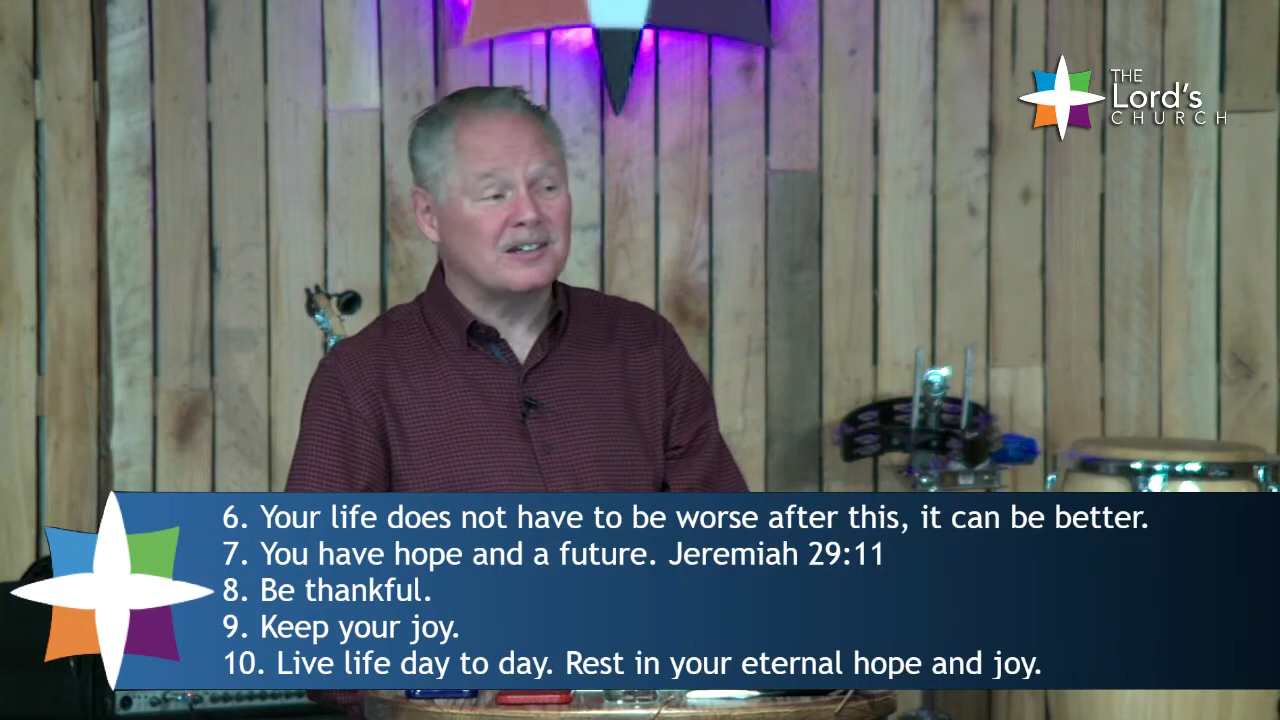 THE
Lord's
CHURCH
6. Your life does not have to be worse after this, it can be better.
7. You have hope and a future. Jeremiah 29:11
8. Be thankful.
9. Keep your joy.
10. Live life day to day. Rest in your eternal hope and joy.